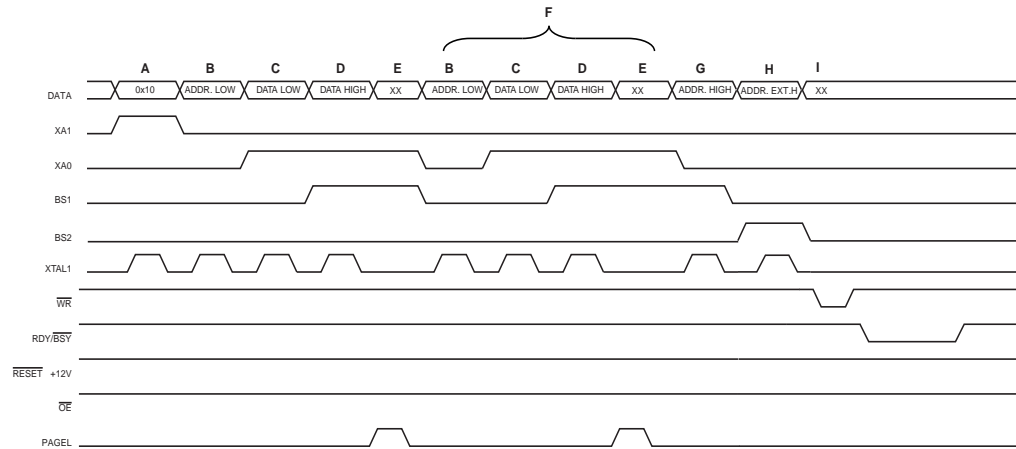 F
A B C D E B C D E G H I
DATA 0x10 ADDR. LOW DATA LOW DATA HIGH XX ADDR. LOW DATA LOW DATA HIGH XX ADDR. HIGH ADDR. EXT.H XX
XA1
XA0
BS1
BS2
XTAL1
WR
RDY/BSY
RESET +12V
OE
PAGEL